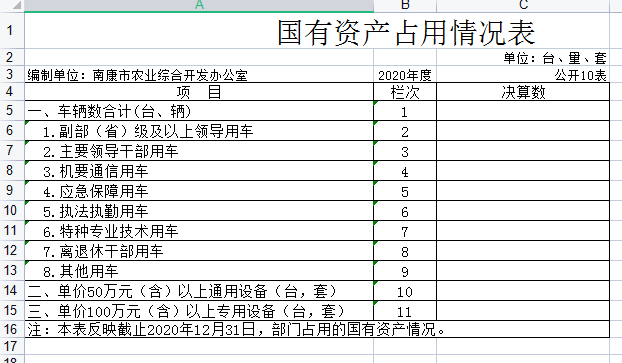 A B C
1 国有资产占用情况表
2 单位：台、量、套
3 编制单位：南康市农业综合开发办公室 2020年度 公开10表
4 项 目 栏次 决算数
5 一、车辆数合计(台、辆) 1
6 1.副部（省）级及以上领导用车 2
7 2.主要领导干部用车 3
8 3.机要通信用车 4
9 4.应急保障用车 5
10 5.执法执勤用车 6
11 6.特种专业技术用车 7
12 7.离退休干部用车 8
13 8.其他用车 9
14 二、单价50万元（含）以上通用设备（台，套） 10
15 三、单价100万元（含）以上专用设备（台，套） 11
16 注：本表反映截止2020年12月31日，部门占用的国有资产情况。
17
18